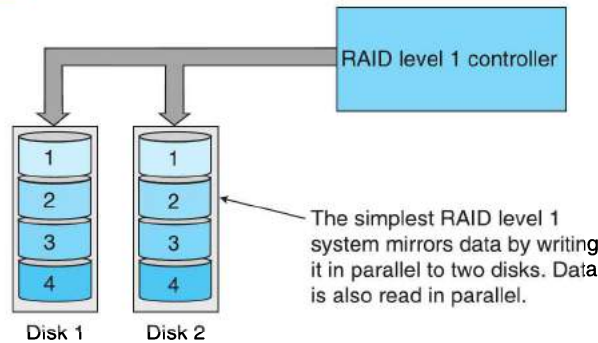 RAID level 1 controller
1
1
2
2
3
3
4
4
The simplest RAID level 1
system mirrors data by writing
it in parallel to two disks. Data
is also read in parallel.
Disk 1
Disk 2